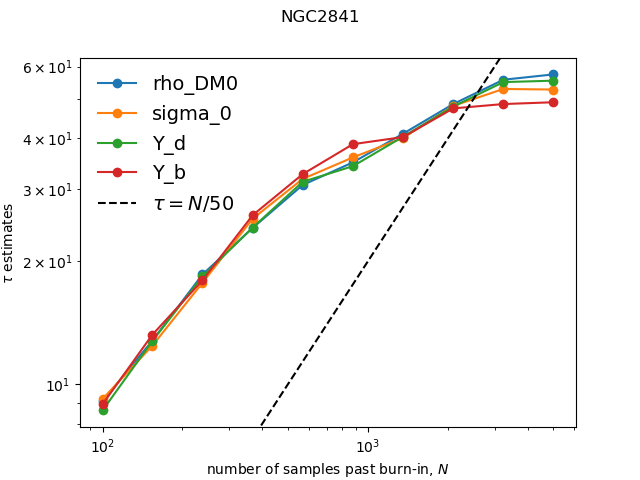 NGC2841
6 × 10¹
4 × 10¹
3 × 10¹
2 × 10¹
10¹
τ estimates
rho_DM0
sigma_0
Y_d
Y_b
τ = N/50
10² 10³
number of samples past burn-in, N